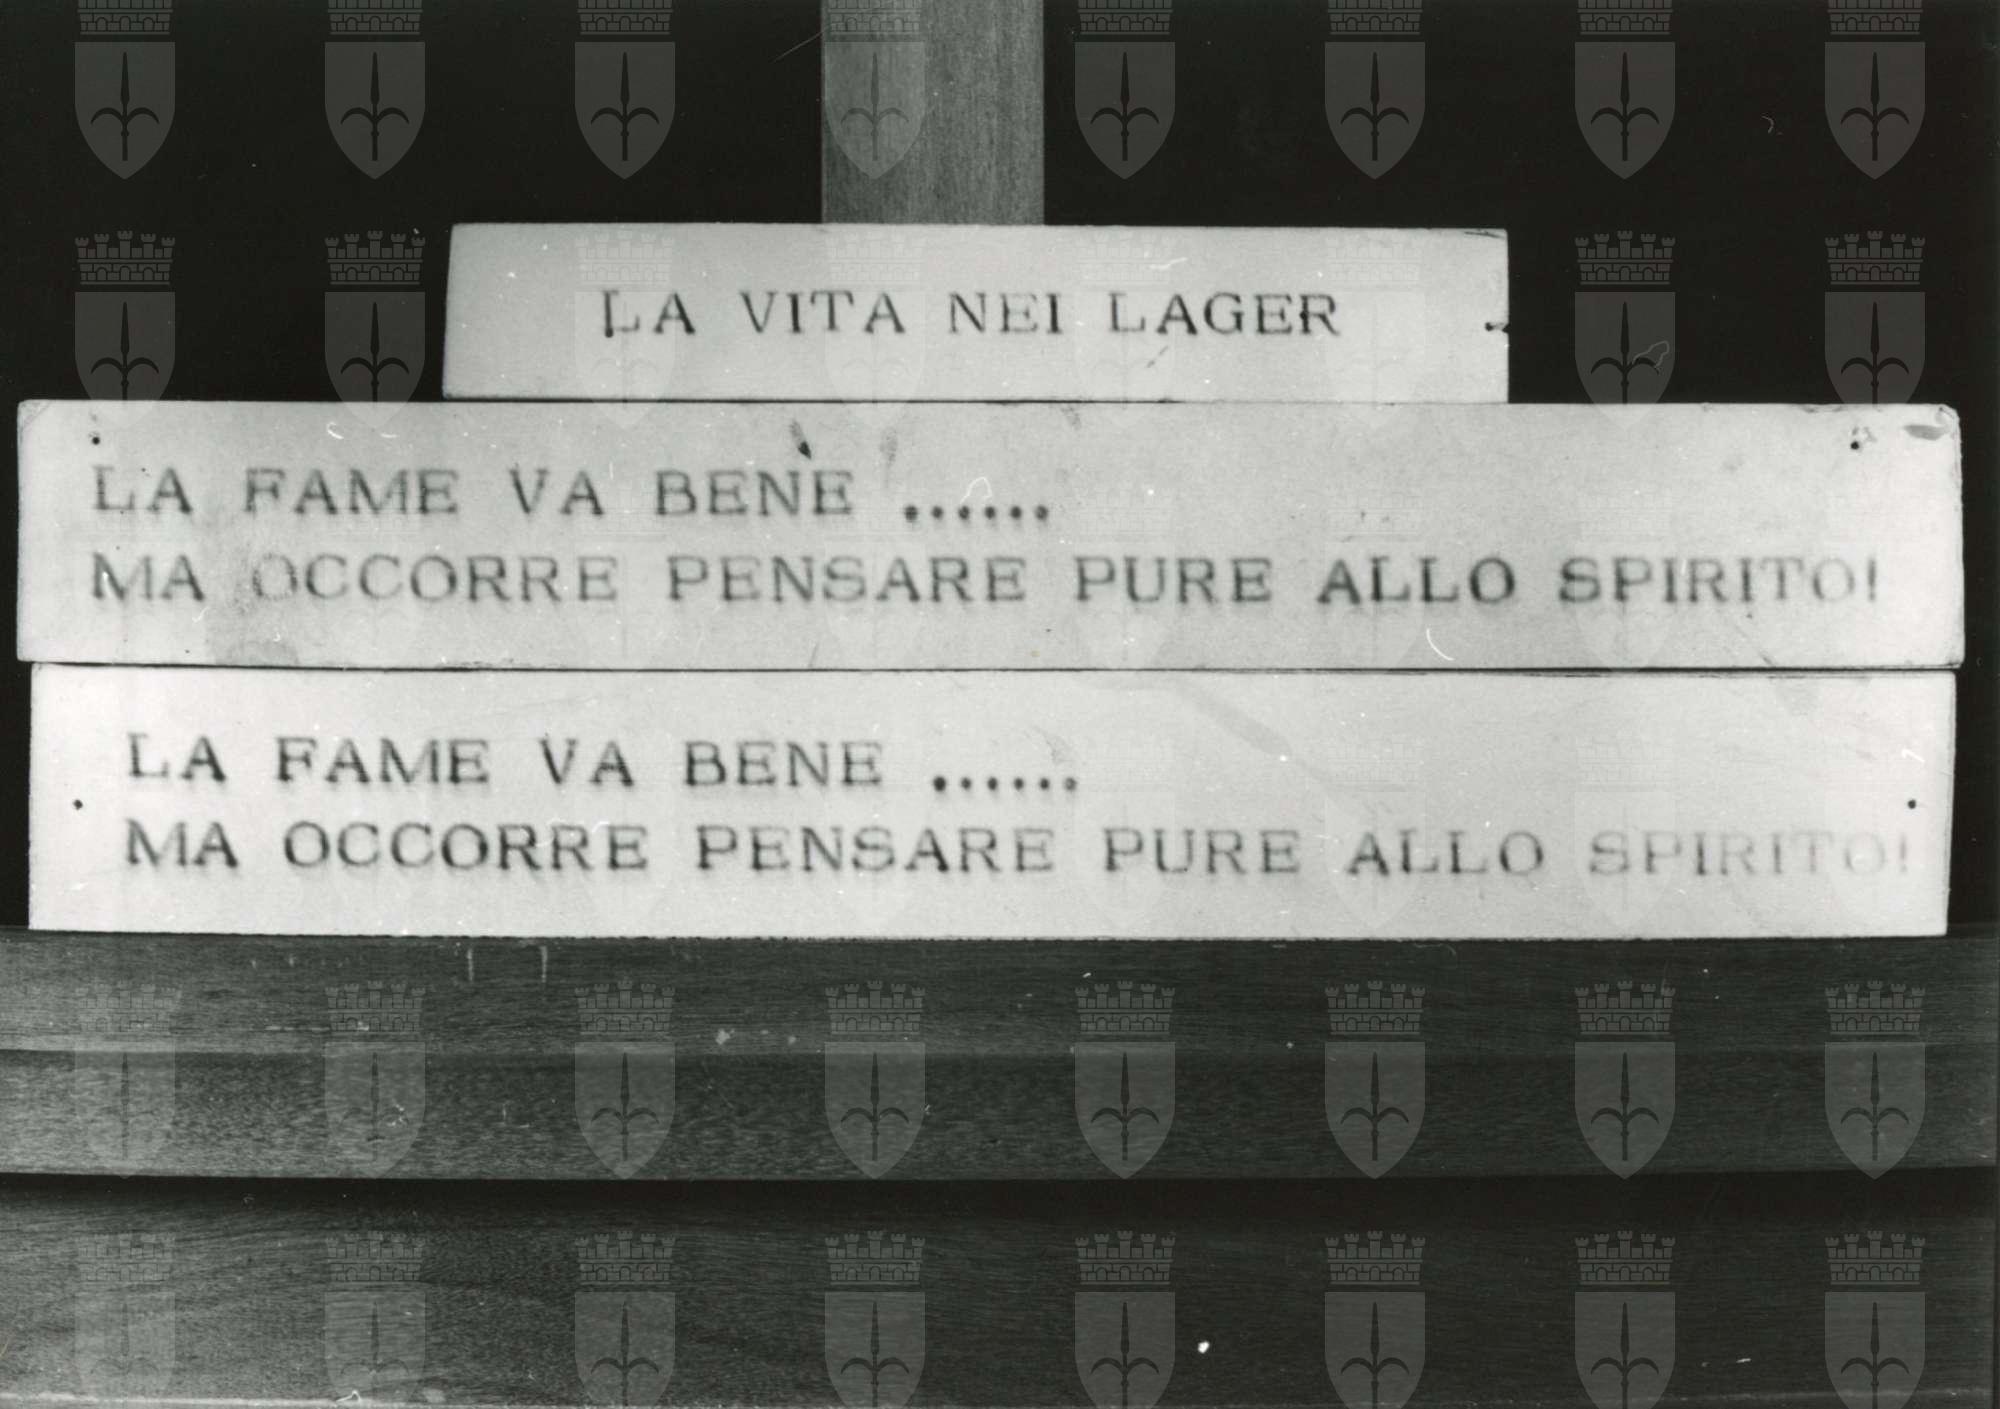 LA VITA NEI LAGER
LA FAME VA BENE ......
MA OCCORRE PENSARE PURE ALLO SPIRITO!
LA FAME VA BENE ......
MA OCCORRE PENSARE PURE ALLO SPIRITO!